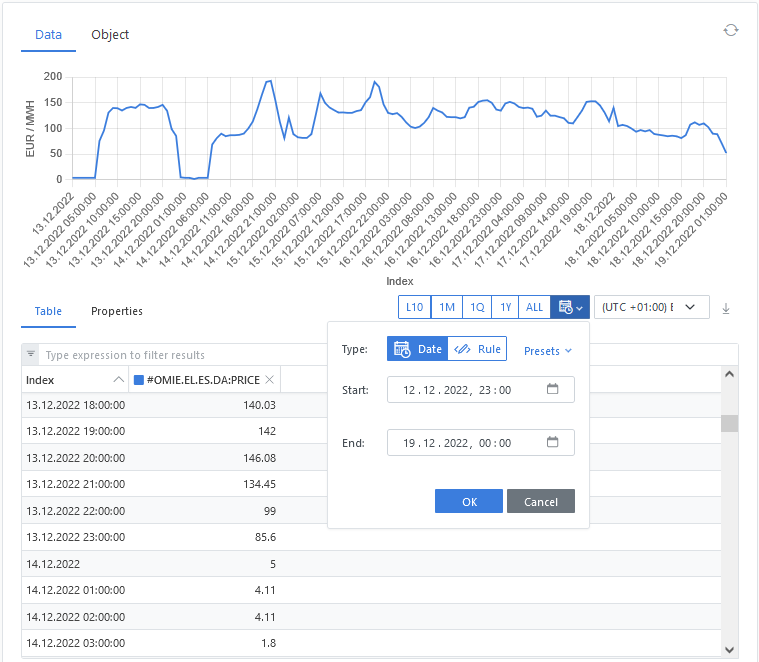 Data Object
200
150
100
50
0
EUR / MWH
13.12.2022
13.12.2022 05:00:00
13.12.2022 10:00:00
13.12.2022 15:00:00
13.12.2022 20:00:00
14.12.2022 01:00:00
14.12.2022 06:00:00
14.12.2022 11:00:00
14.12.2022 16:00:00
14.12.2022 21:00:00
15.12.2022 02:00:00
15.12.2022 07:00:00
15.12.2022 12:00:00
15.12.2022 17:00:00
15.12.2022 22:00:00
16.12.2022 03:00:00
16.12.2022 08:00:00
16.12.2022 13:00:00
16.12.2022 18:00:00
16.12.2022 23:00:00
17.12.2022 04:00:00
17.12.2022 09:00:00
17.12.2022 14:00:00
17.12.2022 19:00:00
18.12.2022
18.12.2022 05:00:00
18.12.2022 10:00:00
18.12.2022 15:00:00
18.12.2022 20:00:00
19.12.2022 01:00:00
Index
Table Properties L10 1M 1Q 1Y ALL (UTC +01:00)
Type: Date Rule Presets
Start: 12.12.2022, 23:00
End: 19.12.2022, 00:00
OK Cancel
Type expression to filter results
Index #OMIE.EL.ES.DA:PRICE
13.12.2022 18:00:00 140.03
13.12.2022 19:00:00 142
13.12.2022 20:00:00 146.08
13.12.2022 21:00:00 134.45
13.12.2022 22:00:00 99
13.12.2022 23:00:00 85.6
14.12.2022 5
14.12.2022 01:00:00 4.11
14.12.2022 02:00:00 4.11
14.12.2022 03:00:00 1.8